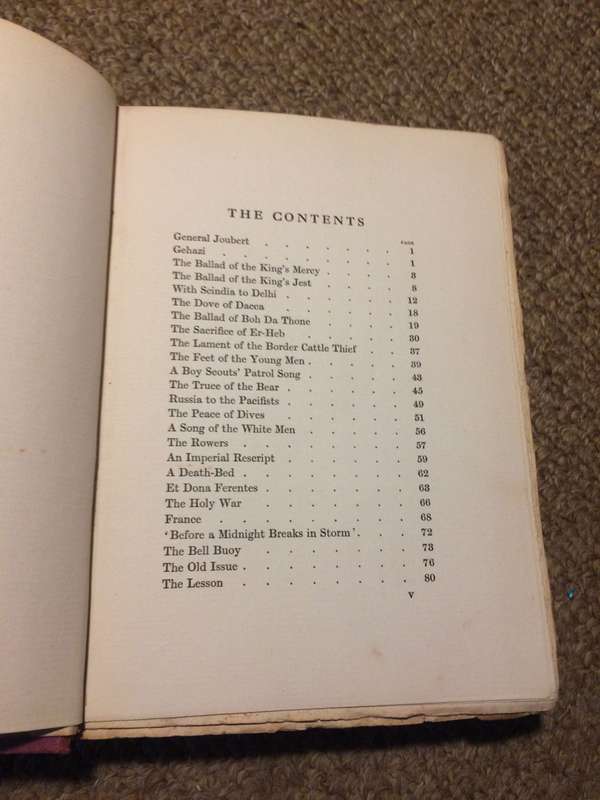 THE CONTENTS
PAGE
General Joubert . . . . . . . 1
Gehazi . . . . . . . . 1
The Ballad of the King's Mercy . . . . 3
The Ballad of the King's Jest . . . . 8
With Scindia to Delhi . . . . . . 12
The Dove of Dacca . . . . . . 18
The Ballad of Boh Da Thone . . . . 19
The Sacrifice of Er-Heb . . . . . 30
The Lament of the Border Cattle Thief . . 37
The Feet of the Young Men . . . . . 39
A Boy Scouts' Patrol Song . . . . . 43
The Truce of the Bear . . . . . . 45
Russia to the Pacifists . . . . . . 49
The Peace of Dives . . . . . . 51
A Song of the White Men . . . . . 56
The Rowers . . . . . . . 57
An Imperial Rescript . . . . . . 59
A Death-Bed . . . . . . . . 62
Et Dona Ferentes . . . . . . . 63
The Holy War . . . . . . . 66
France . . . . . . . . . 68
'Before a Midnight Breaks in Storm' . . . 72
The Bell Buoy . . . . . . . 73
The Old Issue . . . . . . . . 76
The Lesson . . . . . . . . 80
v